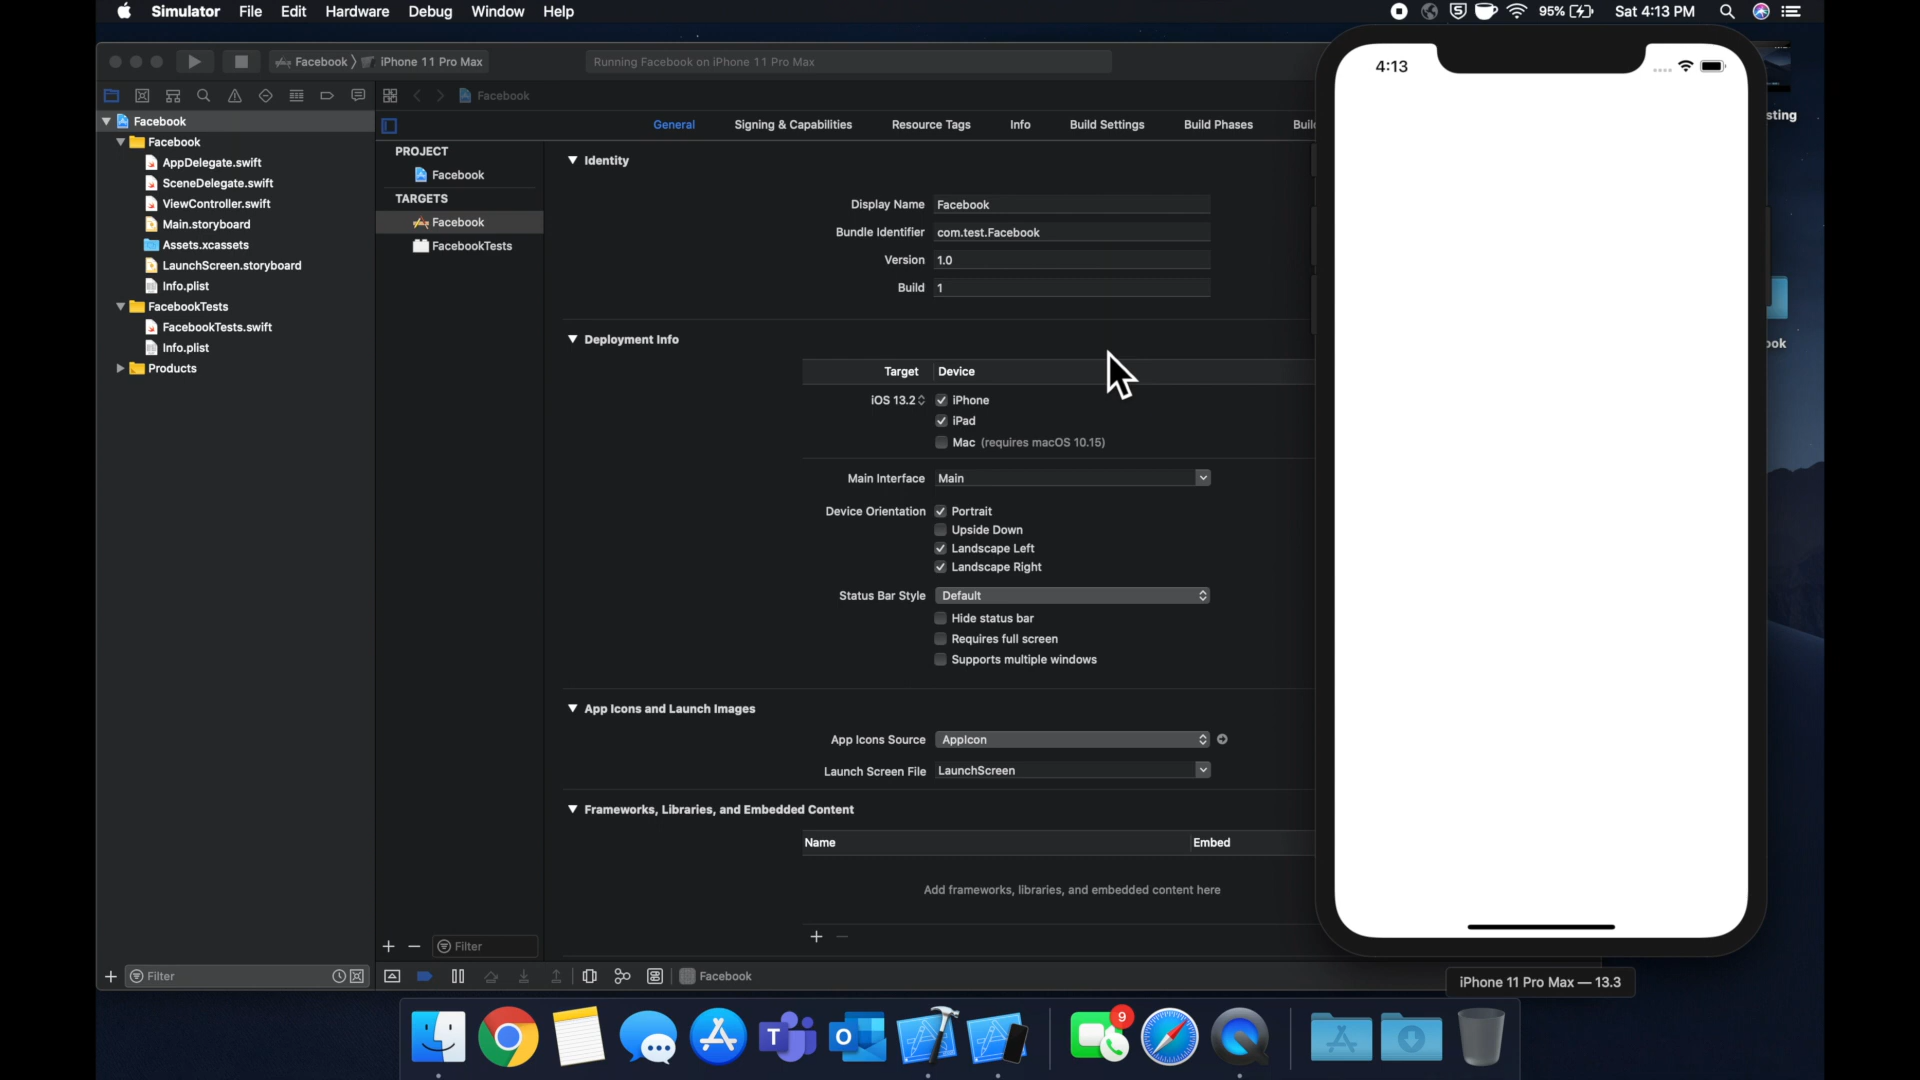 Simulator File Edit Hardware Debug Window Help
95% Sat 4:13 PM
Facebook iPhone 11 Pro Max
Running Facebook on iPhone 11 Pro Max
Facebook
Facebook
Facebook
AppDelegate.swift
SceneDelegate.swift
ViewController.swift
Main.storyboard
Assets.xcassets
LaunchScreen.storyboard
Info.plist
FacebookTests
FacebookTests.swift
Info.plist
Products
Filter
PROJECT
Facebook
TARGETS
Facebook
FacebookTests
Filter
General Signing & Capabilities Resource Tags Info Build Settings Build Phases Buil
Identity
Display Name Facebook
Bundle Identifier com.test.Facebook
Version 1.0
Build 1
Deployment Info
Target Device
iOS 13.2 iPhone
iPad
Mac (requires macOS 10.15)
Main Interface Main
Device Orientation Portrait
Upside Down
Landscape Left
Landscape Right
Status Bar Style Default
Hide status bar
Requires full screen
Supports multiple windows
App Icons and Launch Images
App Icons Source AppIcon
Launch Screen File LaunchScreen
Frameworks, Libraries, and Embedded Content
Name Embed
Add frameworks, libraries, and embedded content here
Facebook
4:13
sting
ook
iPhone 11 Pro Max — 13.3
9